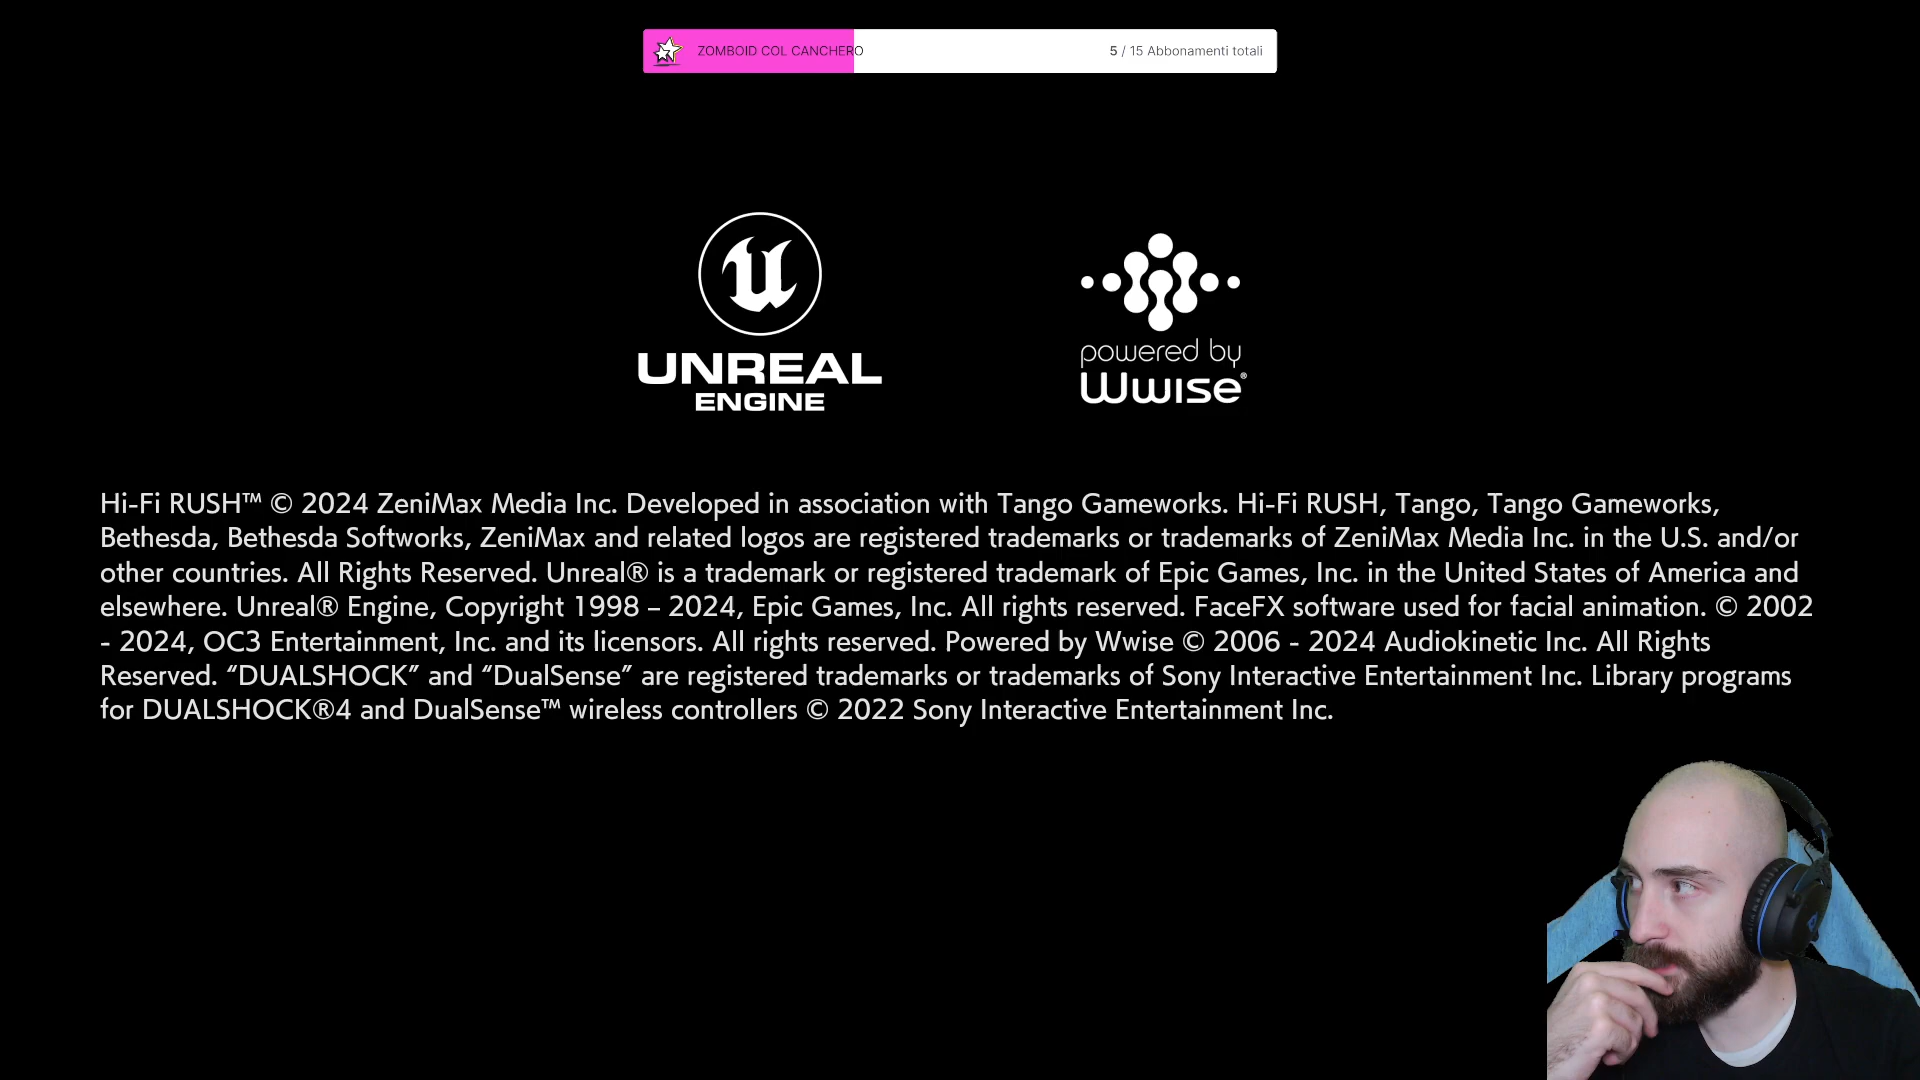 ZOMBOID COL CANCHERO
5 / 15 Abbonamenti totali
UNREAL
ENGINE
powered by
Wwise®
Hi-Fi RUSH™ © 2024 ZeniMax Media Inc. Developed in association with Tango Gameworks. Hi-Fi RUSH, Tango, Tango Gameworks,
Bethesda, Bethesda Softworks, ZeniMax and related logos are registered trademarks or trademarks of ZeniMax Media Inc. in the U.S. and/or
other countries. All Rights Reserved. Unreal® is a trademark or registered trademark of Epic Games, Inc. in the United States of America and
elsewhere. Unreal® Engine, Copyright 1998 – 2024, Epic Games, Inc. All rights reserved. FaceFX software used for facial animation. © 2002
- 2024, OC3 Entertainment, Inc. and its licensors. All rights reserved. Powered by Wwise © 2006 - 2024 Audiokinetic Inc. All Rights
Reserved. “DUALSHOCK” and “DualSense” are registered trademarks or trademarks of Sony Interactive Entertainment Inc. Library programs
for DUALSHOCK®4 and DualSense™ wireless controllers © 2022 Sony Interactive Entertainment Inc.